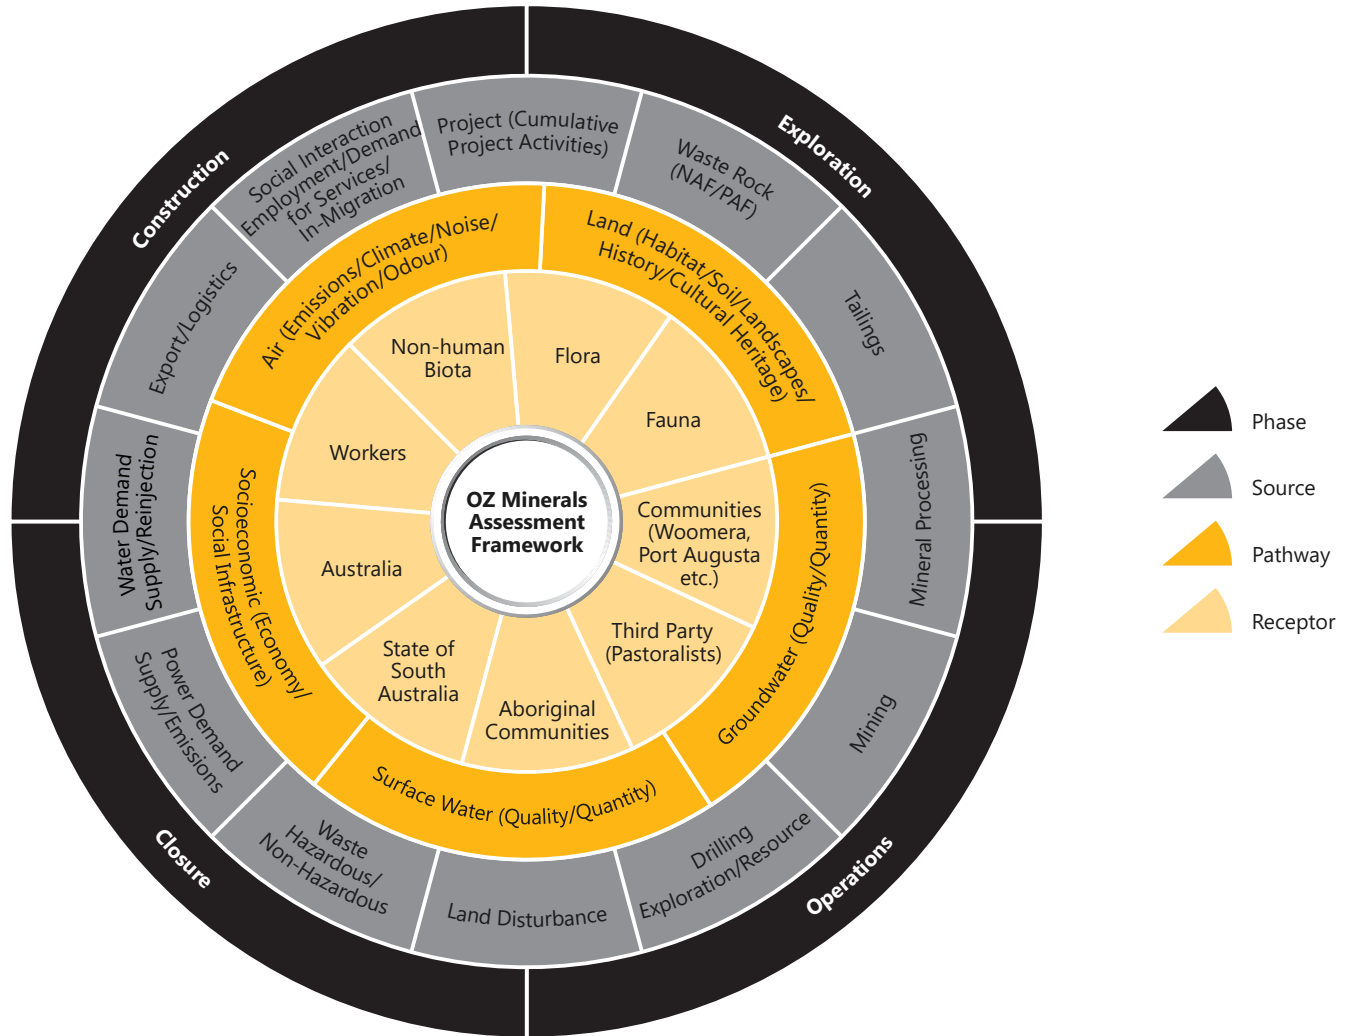 Construction
Exploration
Operations
Closure
Project (Cumulative
Project Activities)
Waste Rock
(NAF/PAF)
Tailings
Mineral Processing
Mining
Drilling
Exploration/Resource
Land Disturbance
Waste
Hazardous/
Non-Hazardous
Power Demand
Supply/Emissions
Water Demand
Supply/Reinjection
Export/Logistics
Social Interaction
Employment/Demand
for Services/
In-Migration
Air (Emissions/Climate/Noise/
Vibration/Odour)
Land (Habitat/Soil/Landscapes/
History/Cultural Heritage)
Groundwater (Quality/Quantity)
Surface Water (Quality/Quantity)
Socioeconomic (Economy/
Social Infrastructure)
Non-human
Biota
Flora
Fauna
Communities
(Woomera,
Port Augusta
etc.)
Third Party
(Pastoralists)
Aboriginal
Communities
State of
South
Australia
Australia
Workers
OZ Minerals
Assessment
Framework
Phase
Source
Pathway
Receptor